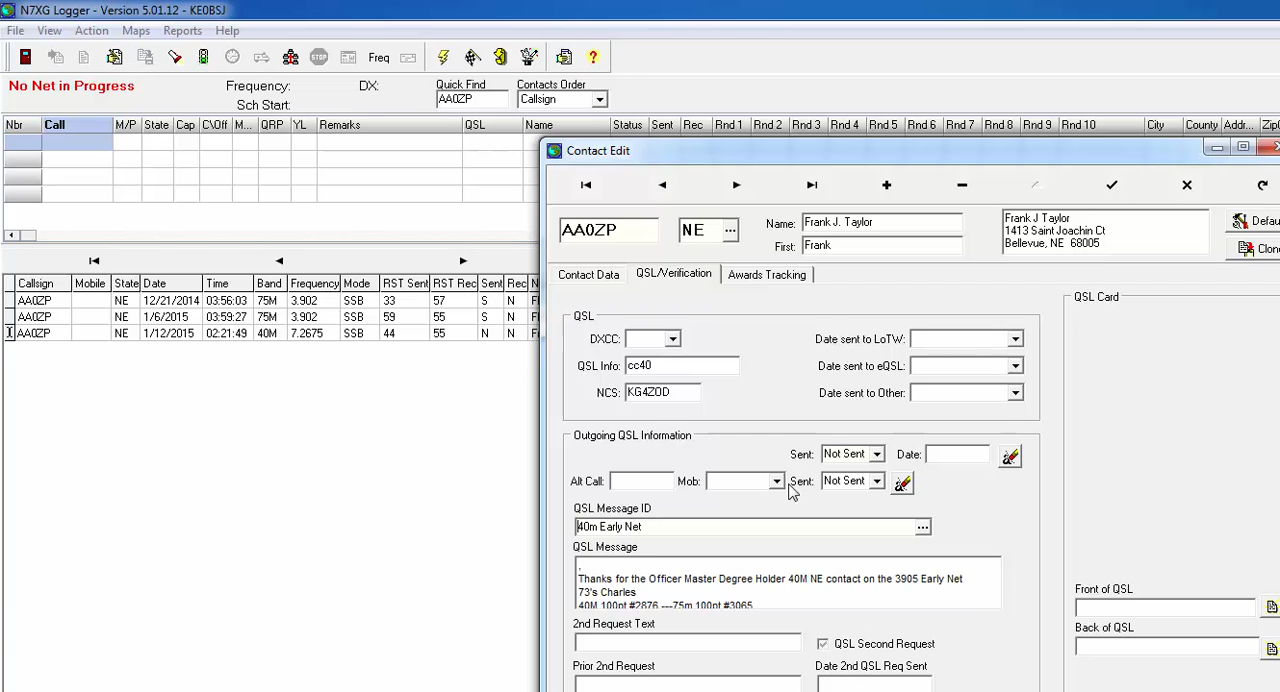 N7XG Logger - Version 5.01.12 - KE0BSJ
File View Action Maps Reports Help
STOP Freq ?
No Net in Progress Frequency: DX: Quick Find Contacts Order
Sch Start: AA0ZP Callsign
Nbr Call M/P State Cap C\Off M... QRP YL Remarks QSL Name Status Sent Rec Rnd 1 Rnd 2 Rnd 3 Rnd 4 Rnd 5 Rnd 6 Rnd 7 Rnd 8 Rnd 9 Rnd 10 City County Addr...
Callsign Mobile State Date Time Band Frequency Mode RST Sent RST Rec Sent Rec
AA0ZP NE 12/21/2014 03:56:03 75M 3.902 SSB 33 57 S N
AA0ZP NE 1/6/2015 03:59:27 75M 3.902 SSB 59 55 S N
AA0ZP NE 1/12/2015 02:21:49 40M 7.2675 SSB 44 55 N N
Contact Edit
AA0ZP NE ... Name: Frank J. Taylor
First: Frank
Frank J Taylor
1413 Saint Joachin Ct
Bellevue, NE 68005
Defau
Clone
Contact Data QSL/Verification Awards Tracking
QSL
DXCC: Date sent to LoTW:
QSL Info: cc40 Date sent to eQSL:
NCS: KG4ZOD Date sent to Other:
QSL Card
Outgoing QSL Information
Sent: Not Sent Date:
Alt Call: Mob: Sent: Not Sent
QSL Message ID
40m Early Net ...
QSL Message
,
Thanks for the Officer Master Degree Holder 40M NE contact on the 3905 Early Net
73's Charles
40M 100pt #2876 ---75m 100pt #3065
2nd Request Text
QSL Second Request
Prior 2nd Request Date 2nd QSL Req Sent
Front of QSL
Back of QSL